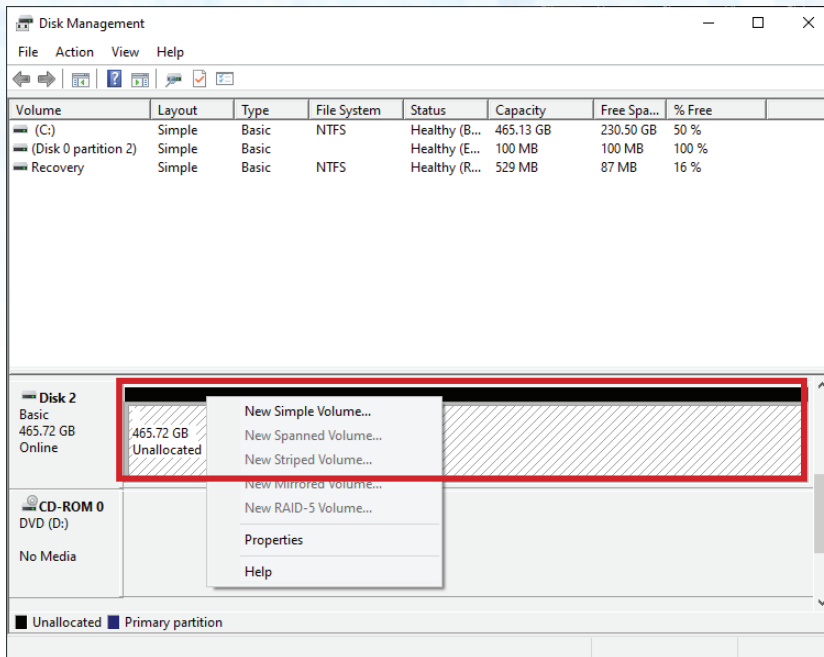 Disk Management
File Action View Help
Volume Layout Type File System Status Capacity Free Spa... % Free
(C:) Simple Basic NTFS Healthy (B... 465.13 GB 230.50 GB 50 %
(Disk 0 partition 2) Simple Basic Healthy (E... 100 MB 100 MB 100 %
Recovery Simple Basic NTFS Healthy (R... 529 MB 87 MB 16 %
Disk 2
Basic
465.72 GB
Online
465.72 GB
Unallocated
New Simple Volume...
New Spanned Volume...
New Striped Volume...
New Mirrored Volume...
New RAID-5 Volume...
Properties
Help
CD-ROM 0
DVD (D:)
No Media
Unallocated Primary partition